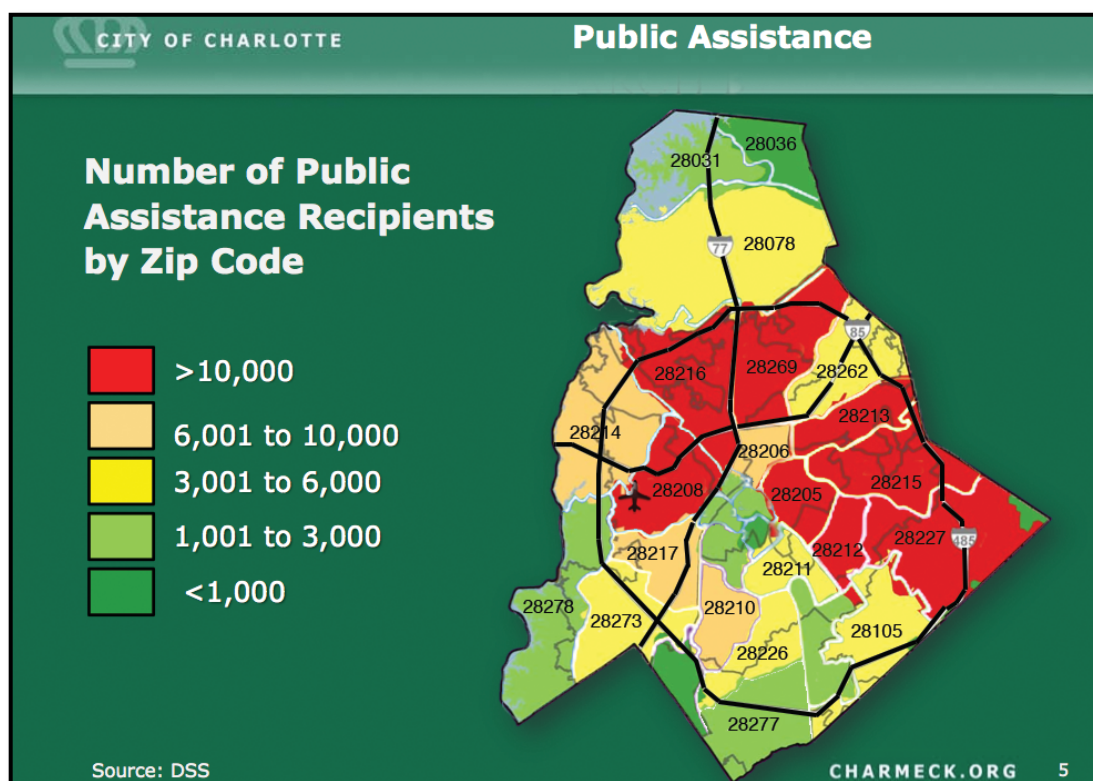 CITY OF CHARLOTTE
Public Assistance
Number of Public
Assistance Recipients
by Zip Code
>10,000
6,001 to 10,000
3,001 to 6,000
1,001 to 3,000
<1,000
28036
28031
28078
77
85
28216
28269
28262
28213
28214
28206
28208
28205
28215
28217
28212
28227
485
28211
28278
28273
28210
28105
28226
28277
Source: DSS
CHARMECK.ORG 5